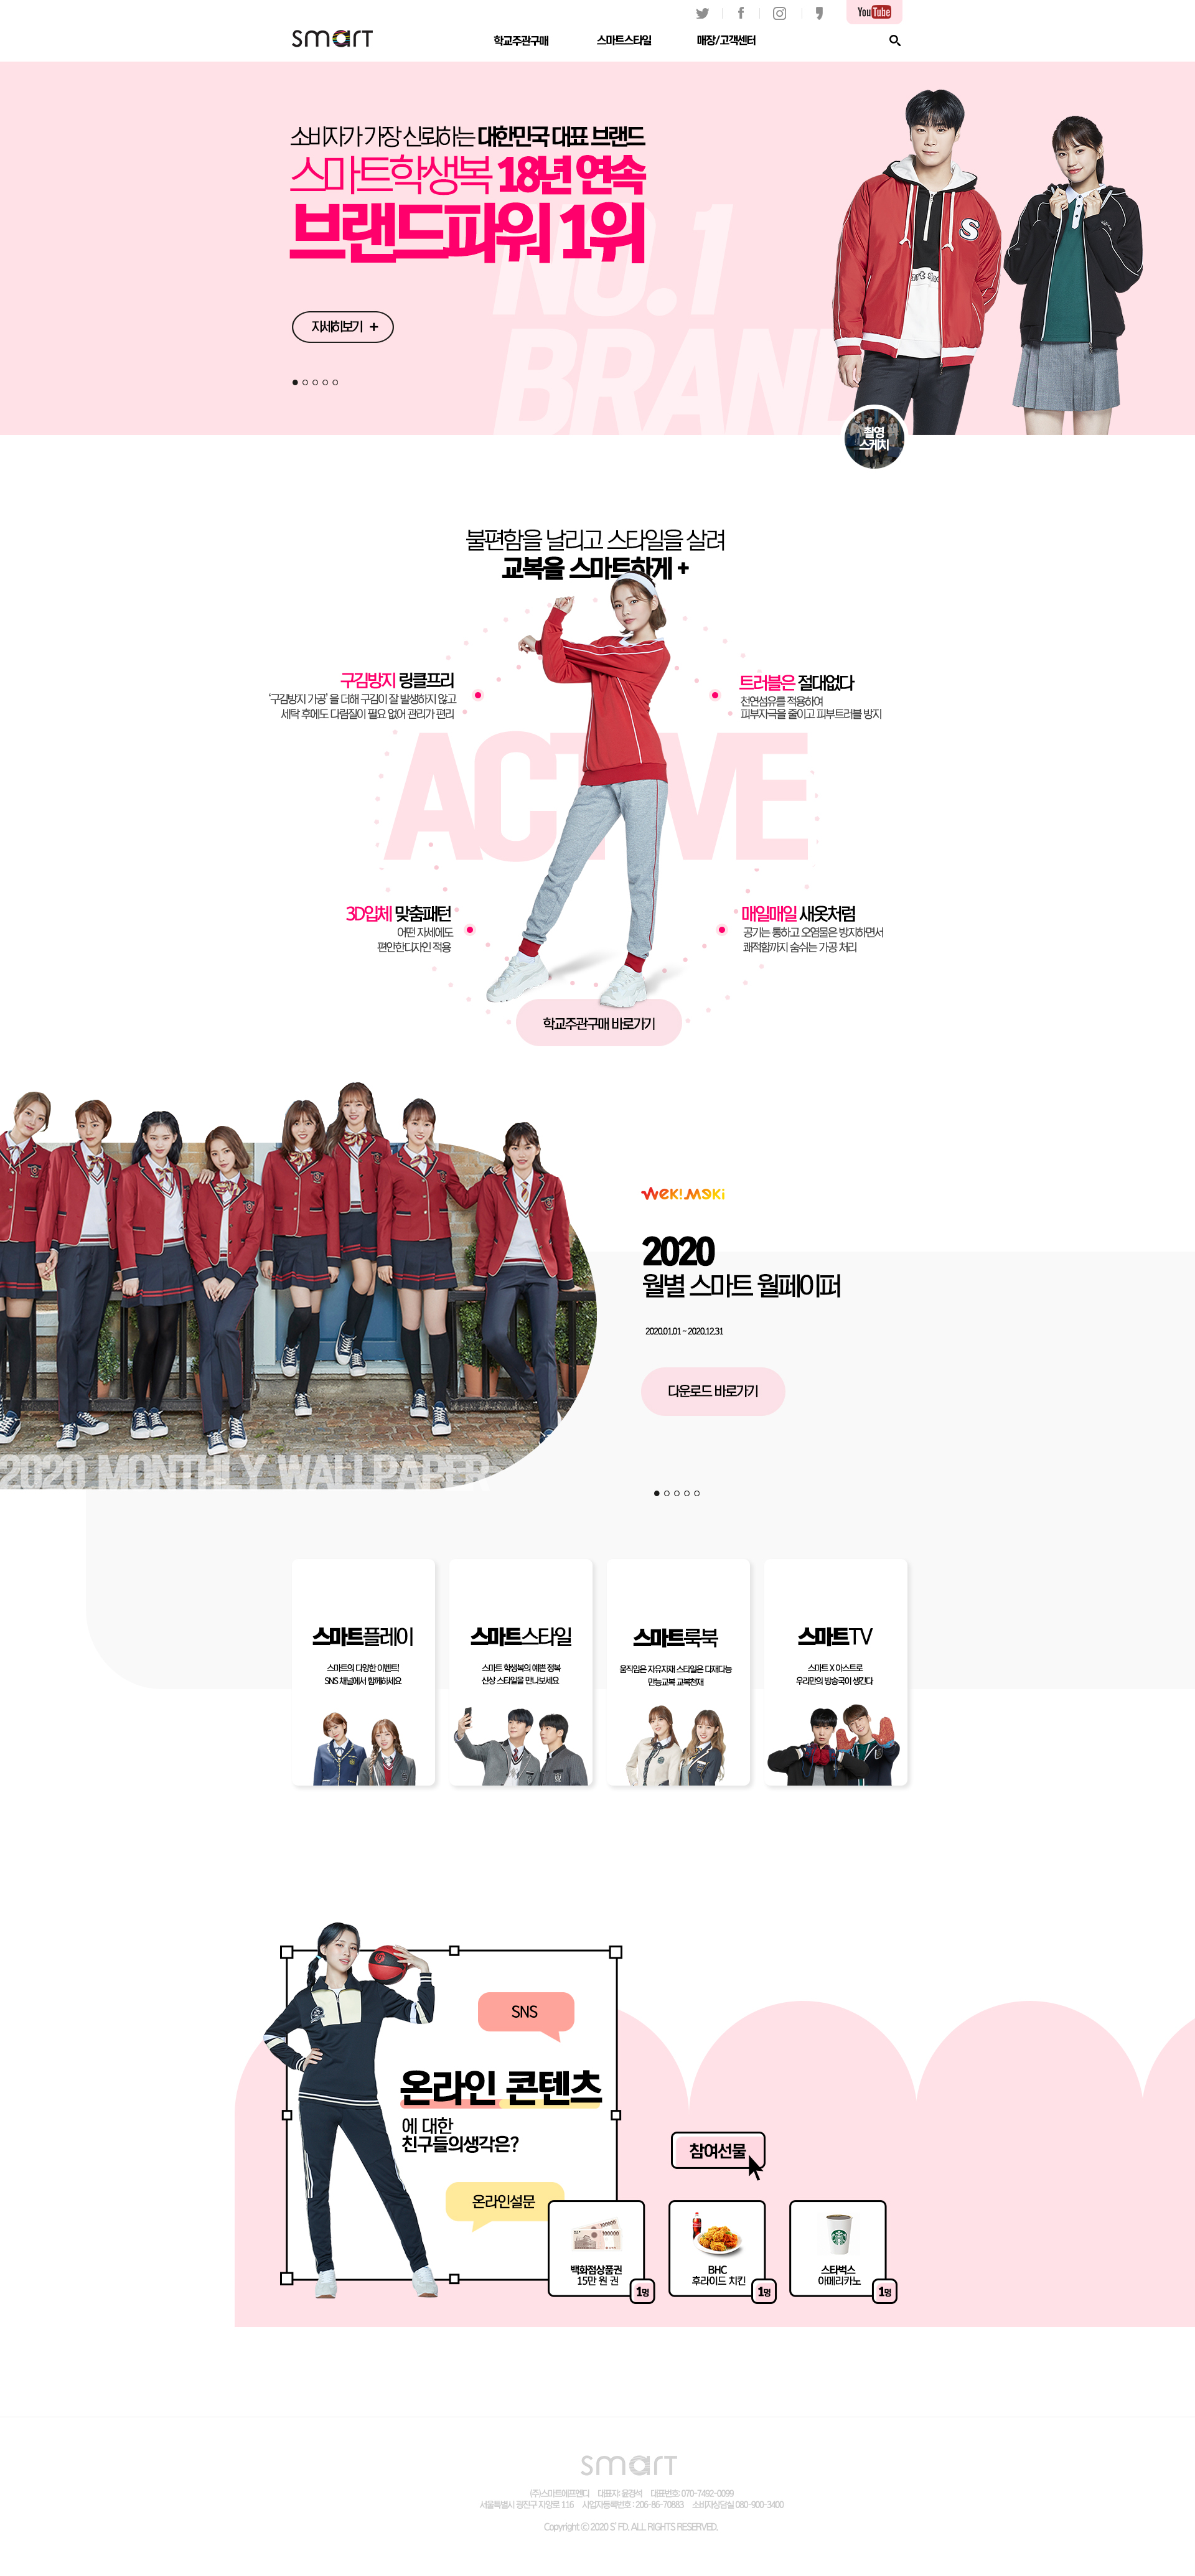 YouTube
smart
학교주관구매
스마트스타일
매장/고객센터
소비자가 가장 신뢰하는 대한민국 대표 브랜드
스마트학생복 18년 연속
브랜드파워 1위
NO.1
BRAND
S
자세히보기 +
촬영
스케치
불편함을 날리고 스타일을 살려
교복을 스마트하게 +
구김방지 링클프리
'구김방지 가공' 을 더해 구김이 잘 발생하지 않고
세탁 후에도 다림질이 필요 없어 관리가 편리
트러블은 절대없다
천연섬유를 적용하여
피부자극을 줄이고 피부트러블 방지
ACTIVE
3D입체 맞춤패턴
어떤 자세에도
편안한디자인 적용
매일매일 새옷처럼
공기는 통하고 오염물은 방지하면서
쾌적함까지 숨쉬는 가공 처리
학교주관구매 바로가기
weki meki
2020
월별 스마트 월페이퍼
2020.01.01 - 2020.12.31
다운로드 바로가기
2020 MONTHLY WALLPAPER
스마트플레이
스마트의 다양한 이벤트!
SNS 채널에서 함께하세요
스마트스타일
스마트 학생복의 예쁜 정복
신상 스타일을 만나보세요
스마트룩북
움직임은 자유자재 스타일은 다재다능
만능교복 교복천재
스마트TV
스마트 X 아스트로
우리만의 방송국이 생긴다
SNS
온라인 콘텐츠
에 대한
친구들의생각은?
온라인설문
참여선물
백화점상품권
15만 원 권
1명
BHC
후라이드 치킨
1명
스타벅스
아메리카노
1명
smart
(주)스마트에프앤디 대표자: 윤경석 대표번호: 070-7492-0099
서울특별시 광진구 자양로 116 사업자등록번호 : 206-86-70883 소비자상담실 080-900-3400
Copyright ⓒ 2020 S' FD. ALL RIGHTS RESERVED.